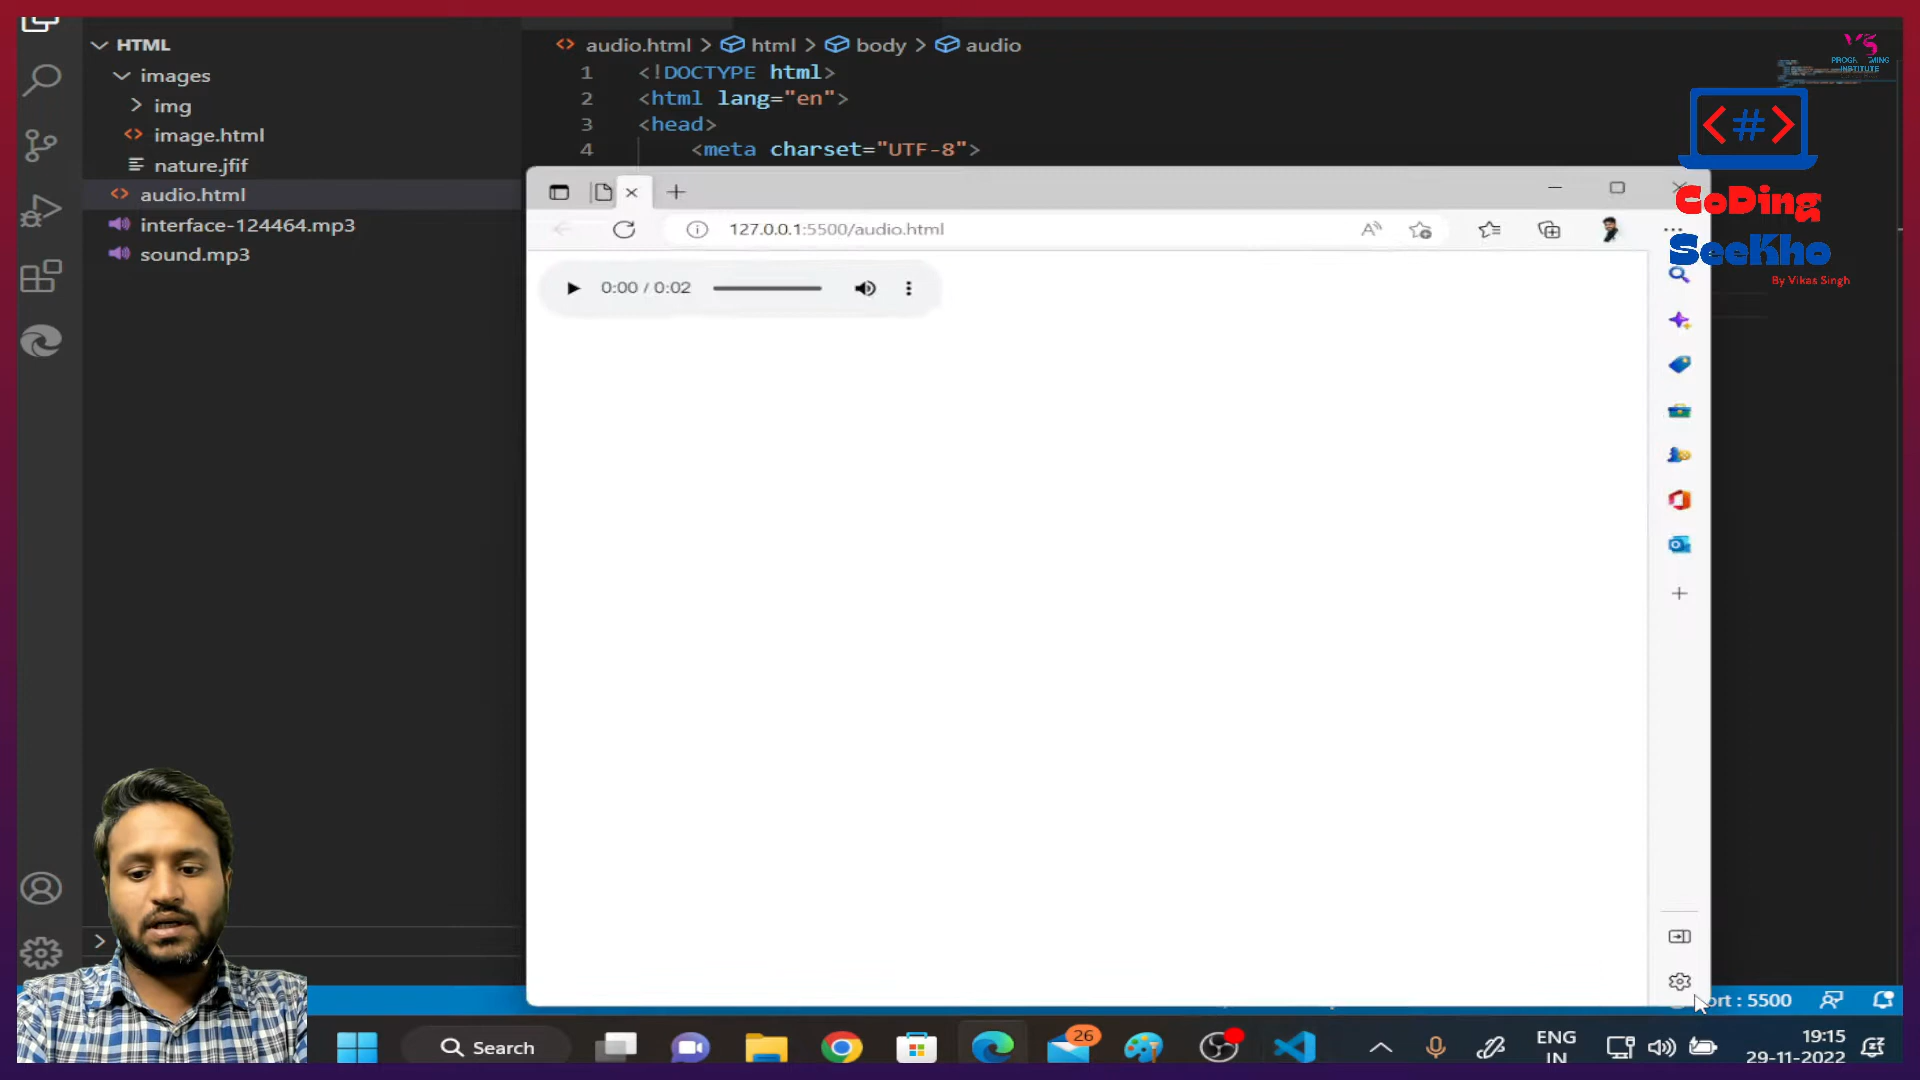 HTML
images
img
image.html
nature.jfif
audio.html
interface-124464.mp3
sound.mp3
audio.html > html > body > audio
1 <!DOCTYPE html>
2 <html lang="en">
3 <head>
4 <meta charset="UTF-8">
127.0.0.1:5500/audio.html
0:00 / 0:02
<#>
CoDing
SeeKho
By Vikas Singh
VS
INSTITUTE
ort : 5500
Search
26
ENG
IN
19:15
29-11-2022